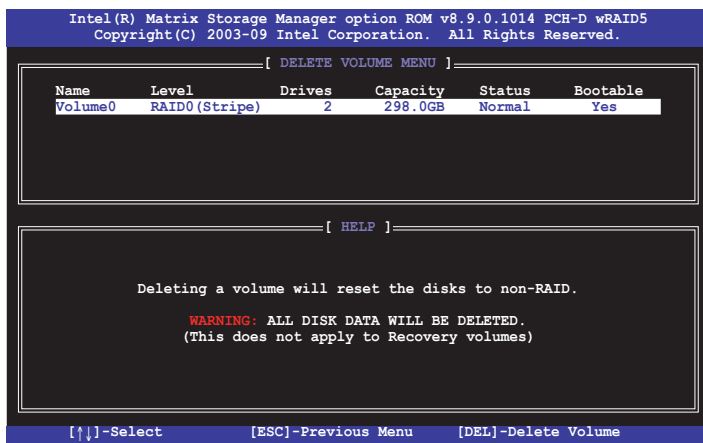 Intel(R) Matrix Storage Manager option ROM v8.9.0.1014 PCH-D wRAID5
Copyright(C) 2003-09 Intel Corporation. All Rights Reserved.
[ DELETE VOLUME MENU ]
Name Level Drives Capacity Status Bootable
Volume0 RAID0(Stripe) 2 298.0GB Normal Yes
[ HELP ]
Deleting a volume will reset the disks to non-RAID.
WARNING: ALL DISK DATA WILL BE DELETED.
(This does not apply to Recovery volumes)
[↑↓]-Select [ESC]-Previous Menu [DEL]-Delete Volume